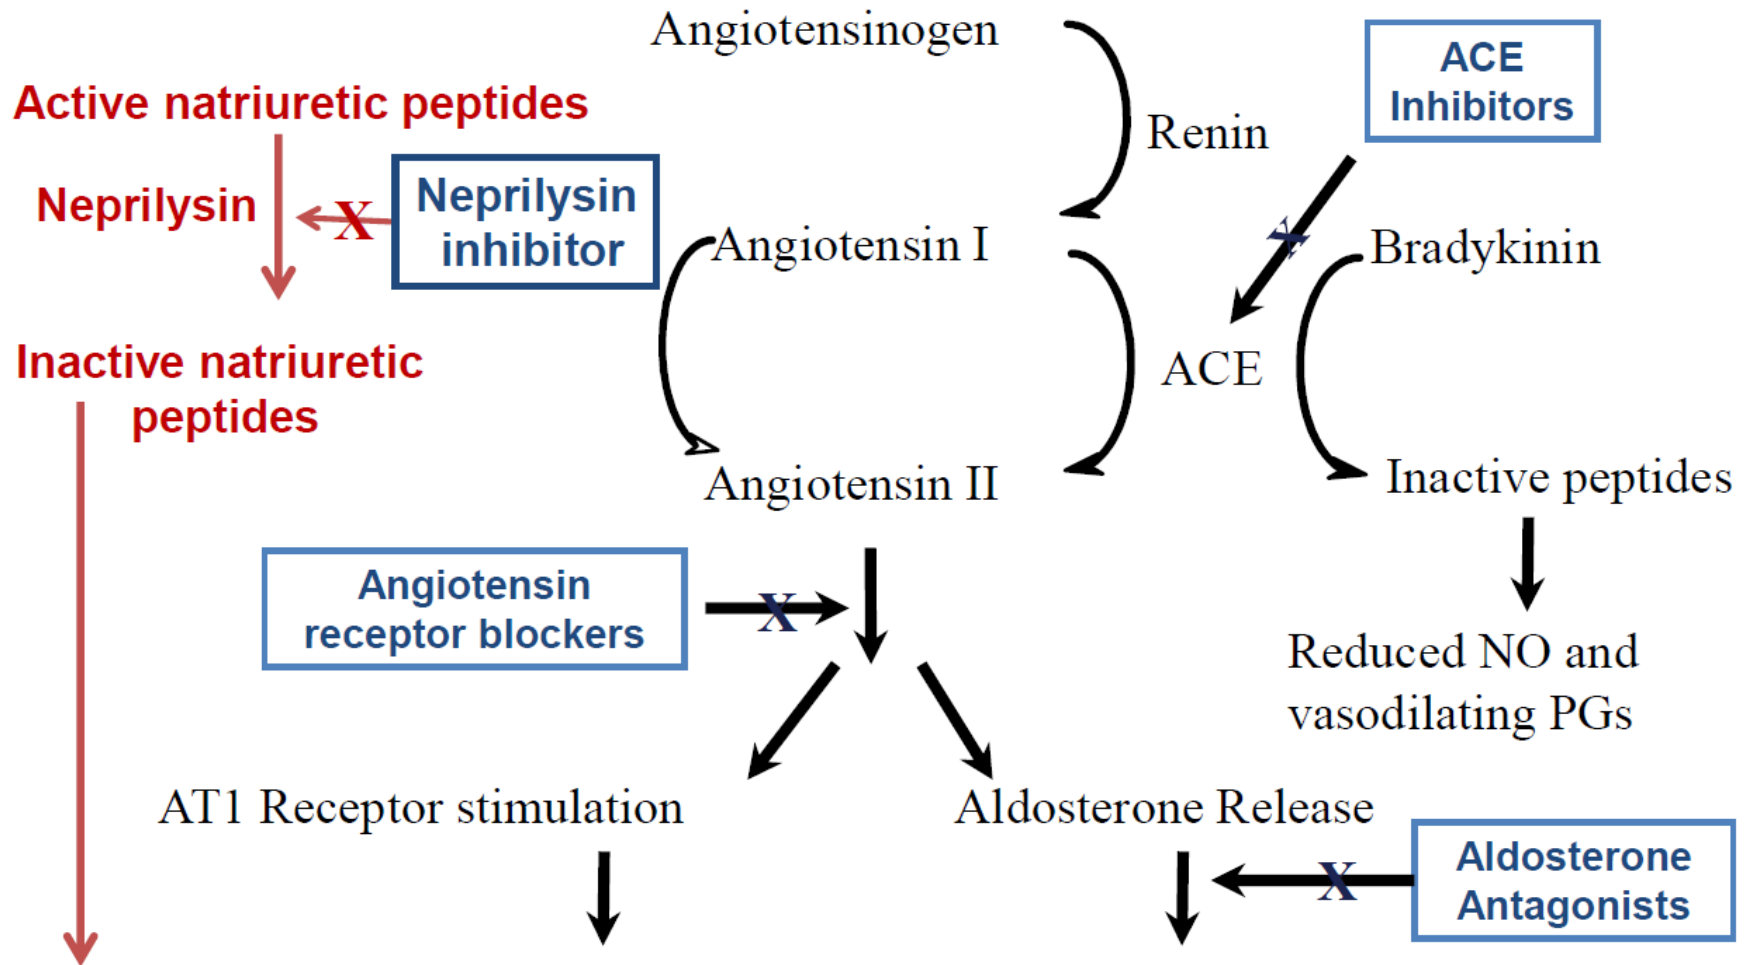 Angiotensinogen
ACE
Inhibitors
Active natriuretic peptides
Renin
Neprilysin
X
Neprilysin
inhibitor
Angiotensin I
X
Bradykinin
Inactive natriuretic
peptides
ACE
Angiotensin II
Inactive peptides
Angiotensin
receptor blockers
X
Reduced NO and
vasodilating PGs
AT1 Receptor stimulation
Aldosterone Release
X
Aldosterone
Antagonists